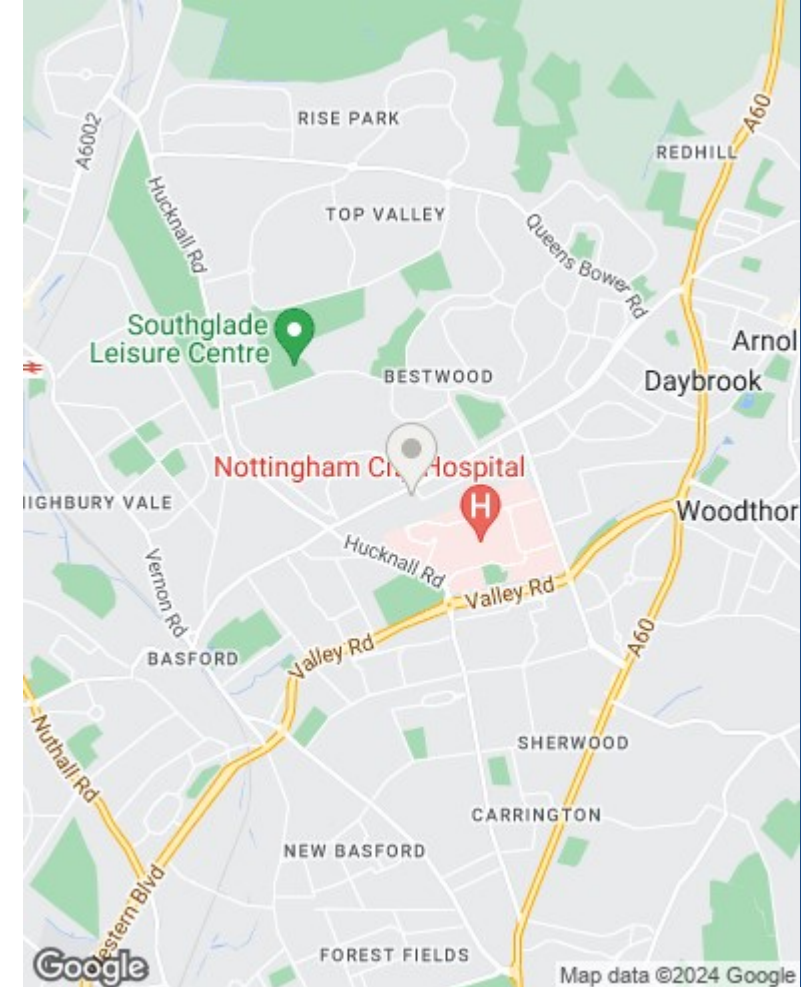 RISE PARK
A60
A6002
REDHILL
Hucknall Rd
TOP VALLEY
Queens Bower Rd
Southglade
Leisure Centre
Arnol
BESTWOOD
Daybrook
Nottingham Ci Hospital
H
IGHBURY VALE
Woodthor
Hucknall Rd
Vernon Rd
Valley Rd
A60
BASFORD
Valley Rd
Nuthall Rd
SHERWOOD
CARRINGTON
NEW BASFORD
estern Blvd
FOREST FIELDS
Google
Map data ©2024 Google